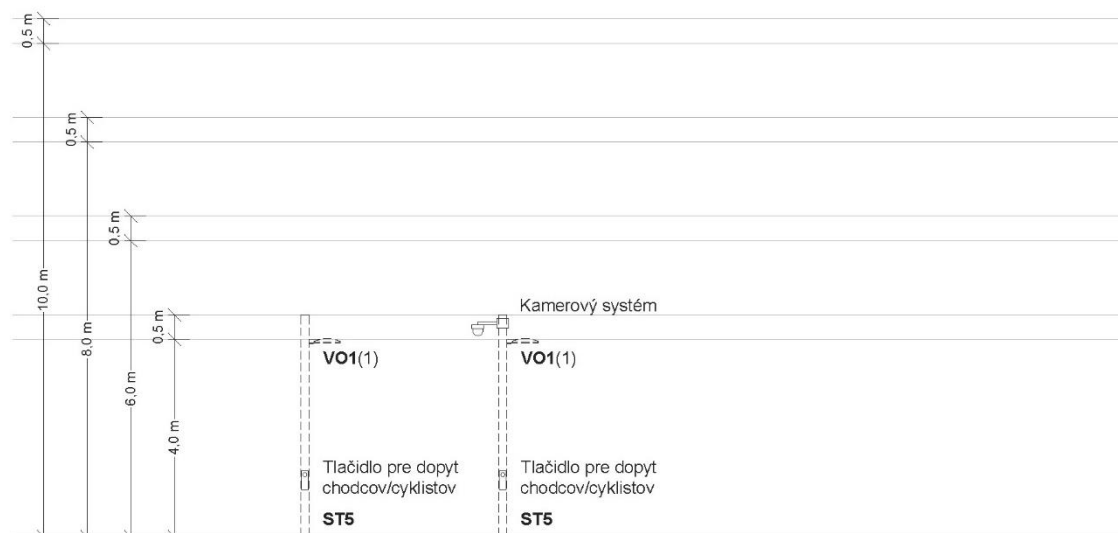 0,5 m
0,5 m
0,5 m
10,0 m
Kamerový systém
0,5 m
8,0 m
VO1(1)
VO1(1)
6,0 m
4,0 m
Tlačidlo pre dopyt
chodcov/cyklistov
Tlačidlo pre dopyt
chodcov/cyklistov
ST5
ST5